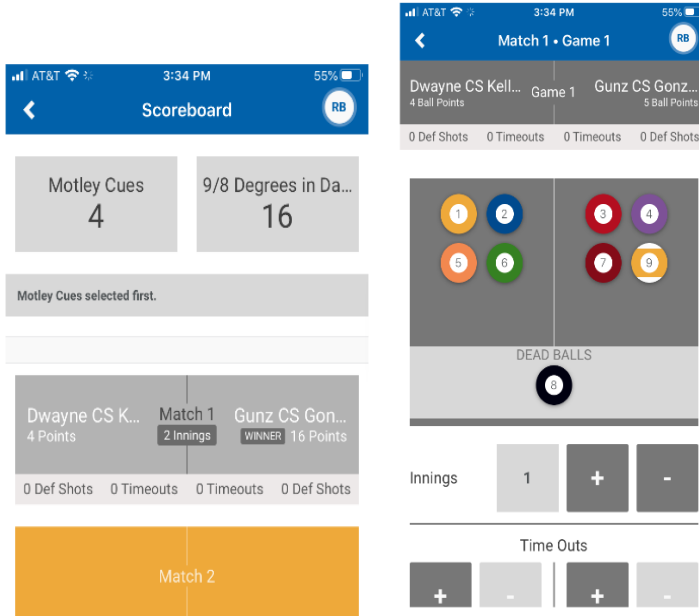 AT&T 3:34 PM 55%
Scoreboard RB
Motley Cues 9/8 Degrees in Da...
4 16
Motley Cues selected first.
Dwayne CS K... Match 1 Gunz CS Gon...
4 Points 2 Innings WINNER 16 Points
0 Def Shots 0 Timeouts 0 Timeouts 0 Def Shots
Match 2
AT&T 3:34 PM 55%
Match 1 • Game 1 RB
Dwayne CS Kell... Game 1 Gunz CS Gonz...
4 Ball Points 5 Ball Points
0 Def Shots 0 Timeouts 0 Timeouts 0 Def Shots
1 2 3 4
5 6 7 9
DEAD BALLS
8
Innings 1 + -
Time Outs
+ - + -